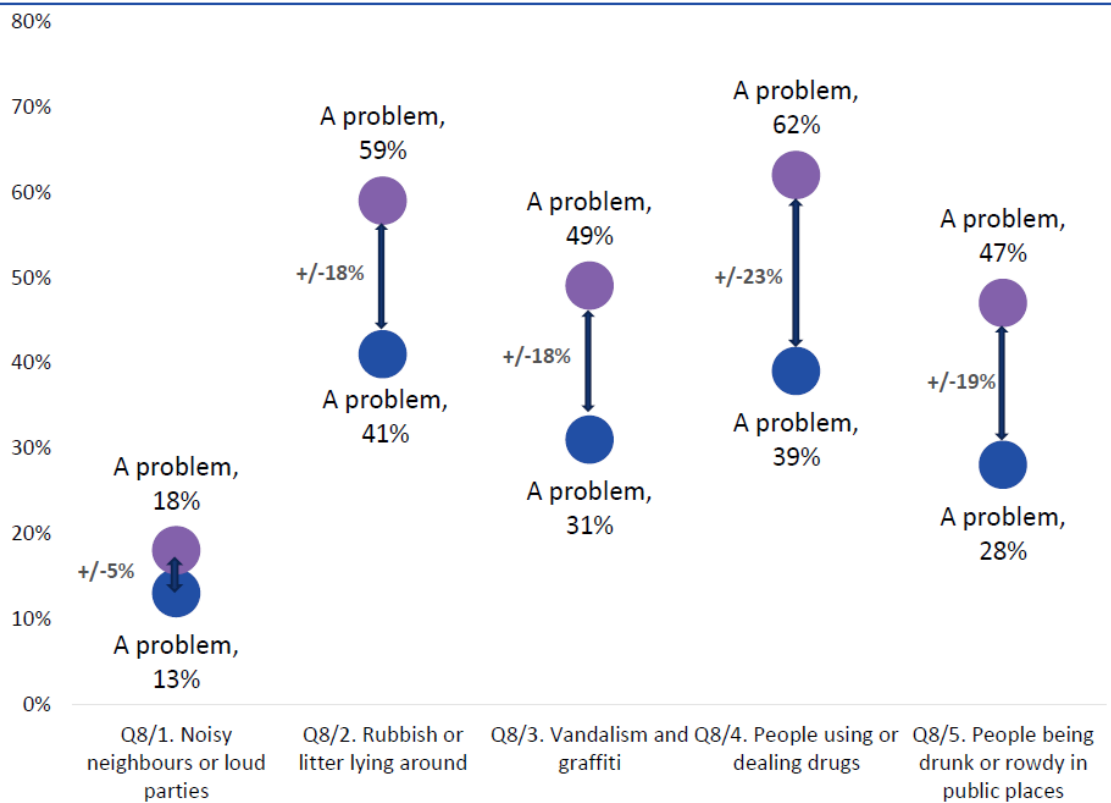 80%
70%
60%
50%
40%
30%
20%
10%
0%
A problem,
18%
+/-5%
A problem,
13%
A problem,
59%
+/-18%
A problem,
41%
A problem,
49%
+/-18%
A problem,
31%
A problem,
62%
+/-23%
A problem,
39%
A problem,
47%
+/-19%
A problem,
28%
Q8/1. Noisy
neighbours or loud
parties
Q8/2. Rubbish or
litter lying around
Q8/3. Vandalism and
graffiti
Q8/4. People using or
dealing drugs
Q8/5. People being
drunk or rowdy in
public places